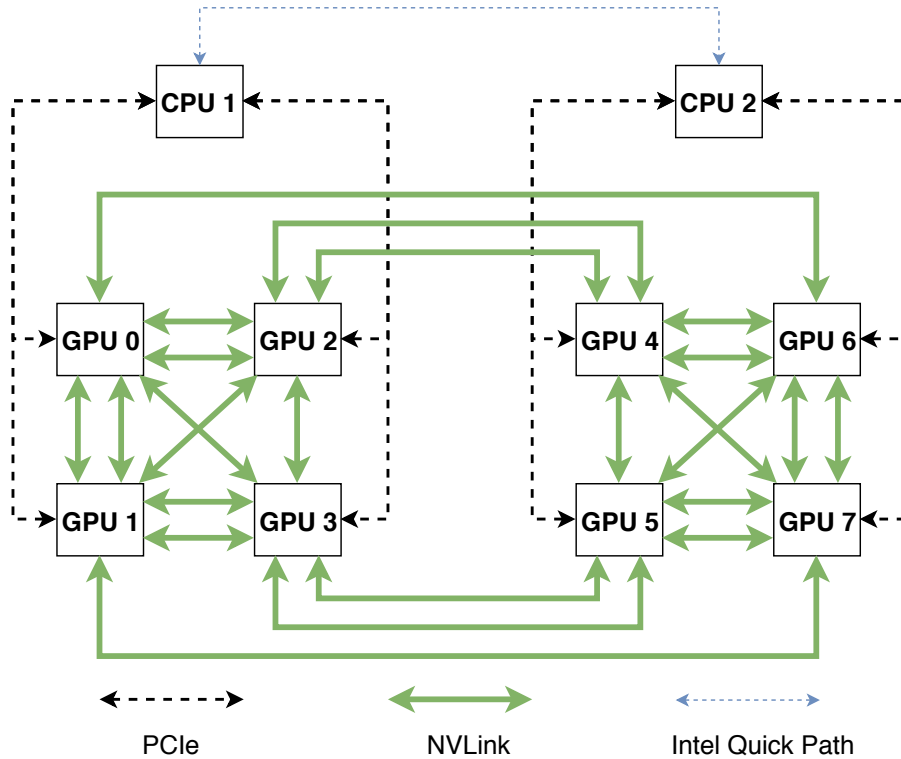 CPU 1
CPU 2
GPU 0
GPU 2
GPU 4
GPU 6
GPU 1
GPU 3
GPU 5
GPU 7
PCIe
NVLink
Intel Quick Path